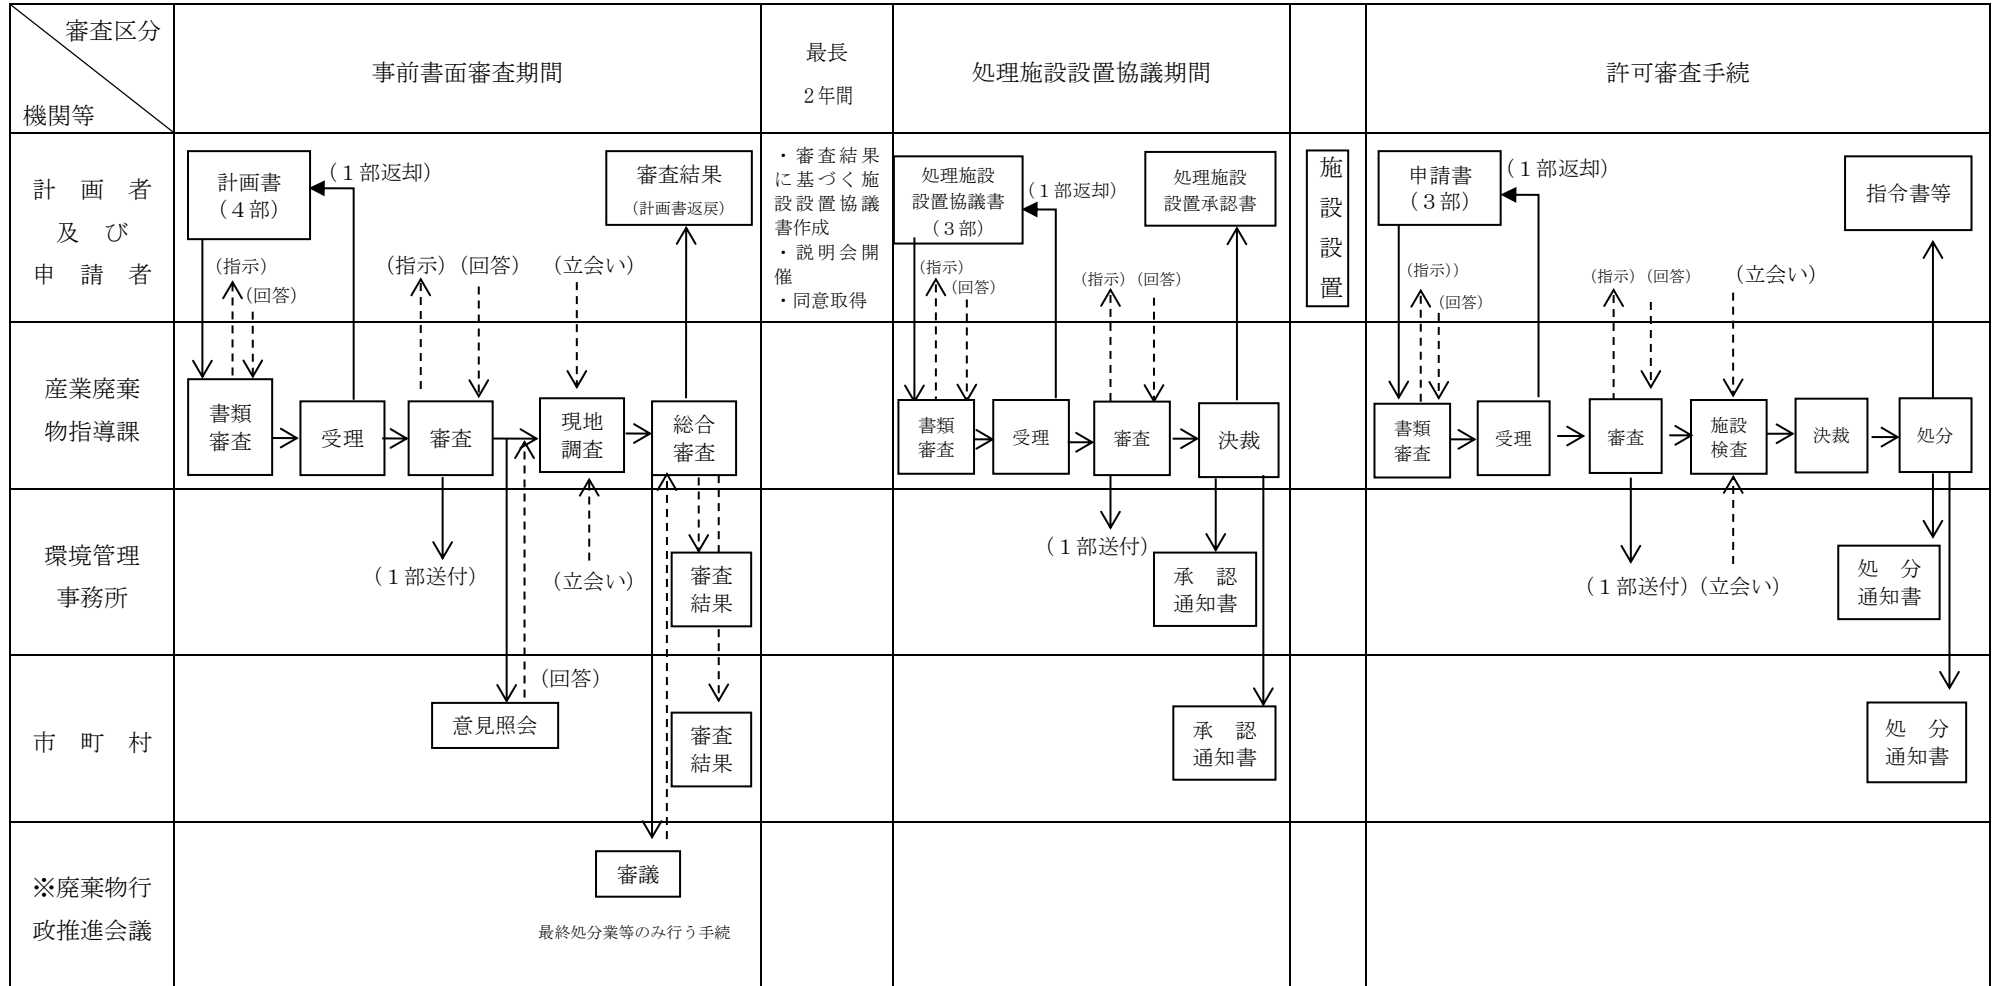 審査区分
機関等
事前書面審査期間
最長
２年間
処理施設設置協議期間
許可審査手続
計　画　者
及　び
申　請　者
計画書
（４部）
（１部返却）
(指示)
(回答)
(指示)
(回答)
(立会い)
審査結果
(計画書返戻)
・審査結果
に基づく施
設設置協議
書作成
・説明会開
催
・同意取得
処理施設
設置協議書
（３部）
（１部返却）
(指示)
(回答)
(指示)
(回答)
処理施設
設置承認書
施
設
設
置
申請書
（３部）
（１部返却）
(指示))
(回答)
(指示)
(回答)
(立会い)
指令書等
産業廃棄
物指導課
書類
審査
受理
審査
現地
調査
総合
審査
書類
審査
受理
審査
決裁
書類
審査
受理
審査
施設
検査
決裁
処分
環境管理
事務所
（１部送付）
(立会い)
審査
結果
（１部送付）
承　認
通知書
（１部送付）
(立会い)
処　分
通知書
市　町　村
意見照会
(回答)
審査
結果
承　認
通知書
処　分
通知書
※廃棄物行
政推進会議
審議
最終処分業等のみ行う手続